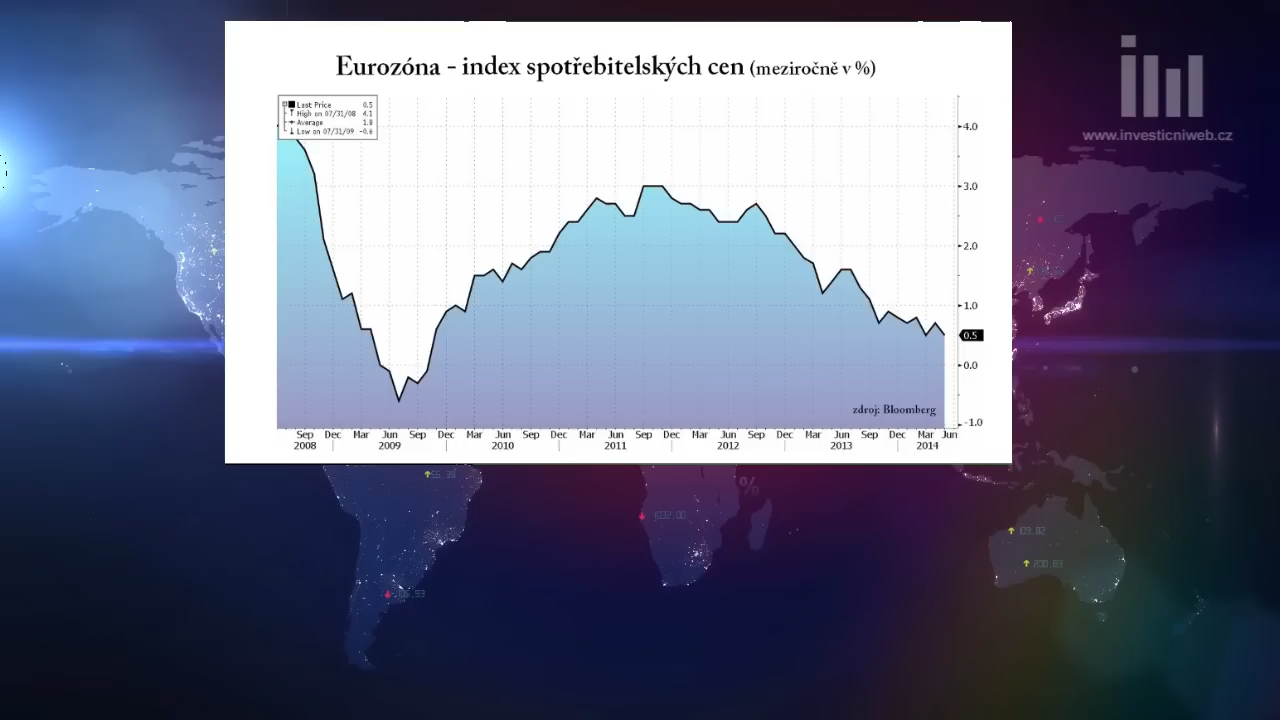 Eurozóna - index spotřebitelských cen (meziročně v %)
www.investicniweb.cz
Last Price 0.5
High on 07/31/08 4.1
Average 1.8
Low on 07/31/09 -0.6
4.0
3.0
2.0
1.0
0.5
0.0
-1.0
zdroj: Bloomberg
Sep Dec Mar Jun Sep Dec Mar Jun Sep Dec Mar Jun Sep Dec Mar Jun Sep Dec Mar Jun Sep Dec Mar Jun
2008 2009 2010 2011 2012 2013 2014
%
109.82